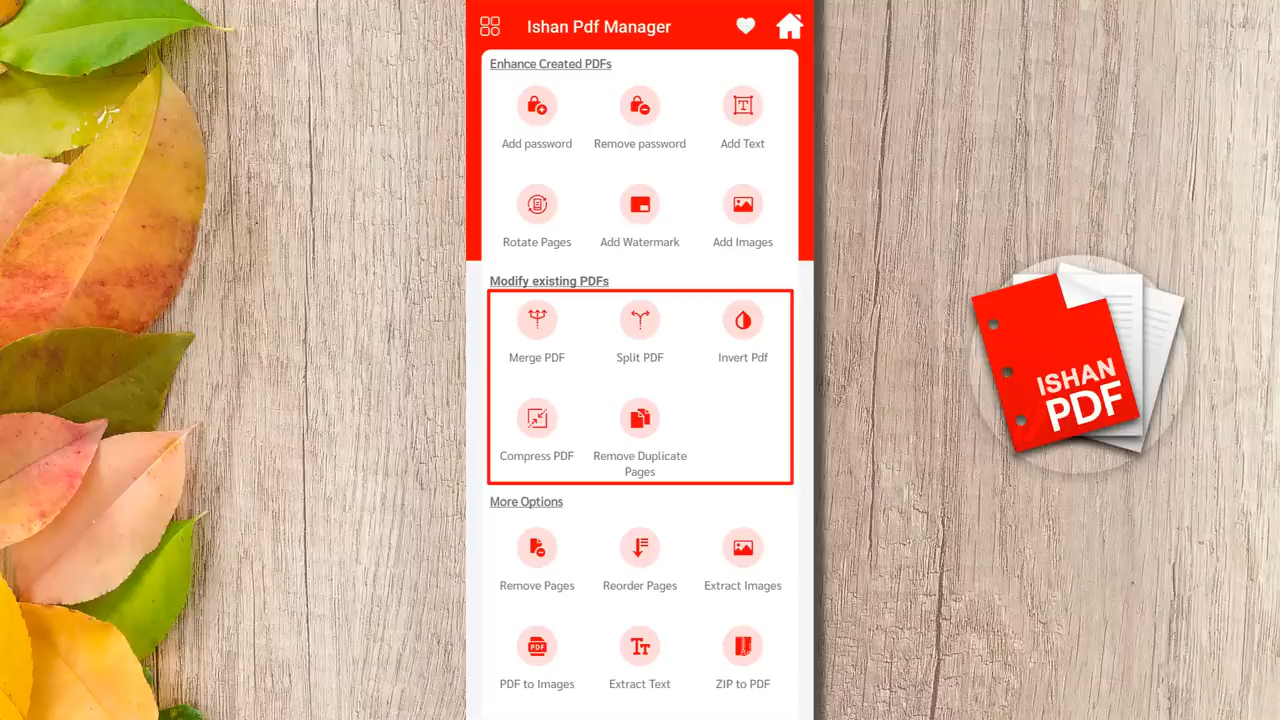 Ishan Pdf Manager
Enhance Created PDFs
Add password
Remove password
Add Text
Rotate Pages
Add Watermark
Add Images
Modify existing PDFs
Merge PDF
Split PDF
Invert Pdf
Compress PDF
Remove Duplicate
Pages
More Options
Remove Pages
Reorder Pages
Extract Images
PDF
PDF to Images
Extract Text
ZIP to PDF
ISHAN
PDF